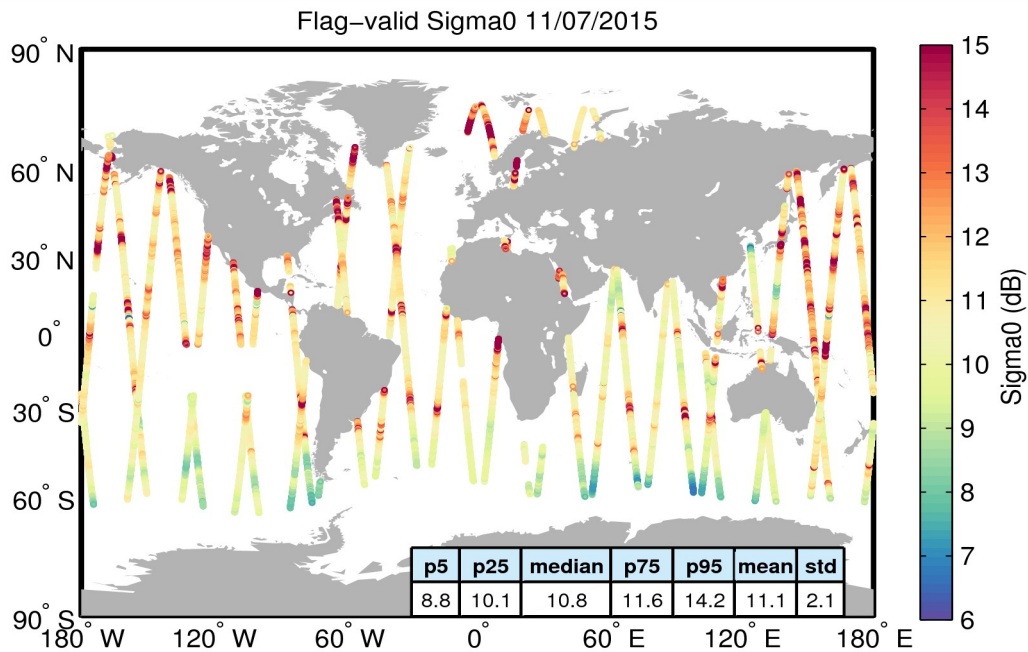 Flag−valid Sigma0 11/07/2015
90° N
60° N
30° N
0°
30° S
60° S
90° S
180° W
120° W
60° W
0°
60° E
120° E
180° E
p5 p25 median p75 p95 mean std
8.8 10.1 10.8 11.6 14.2 11.1 2.1
15
14
13
12
11
10
9
8
7
6
Sigma0 (dB)